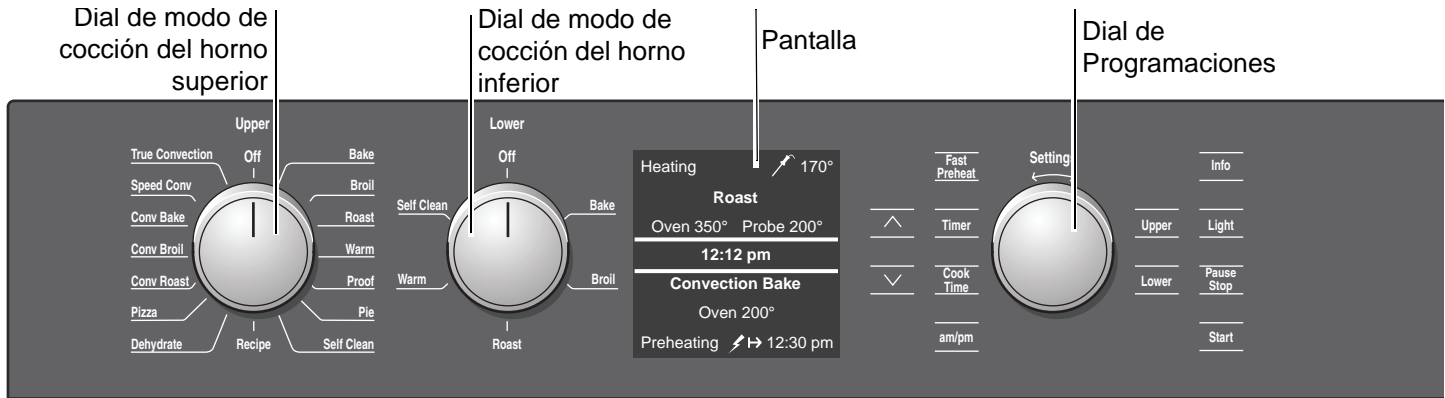 Dial de modo de
cocción del horno
superior
Dial de modo de
cocción del horno
inferior
Pantalla
Dial de
Programaciones
Upper
Off
True Convection
Speed Conv
Conv Bake
Conv Broil
Conv Roast
Pizza
Dehydrate
Recipe
Bake
Broil
Roast
Warm
Proof
Pie
Self Clean
Lower
Off
Self Clean
Warm
Bake
Broil
Roast
Heating 170°
Roast
Oven 350° Probe 200°
12:12 pm
Convection Bake
Oven 200°
Preheating 12:30 pm
Fast
Preheat
Timer
Cook
Time
am/pm
Settings
Upper
Lower
Info
Light
Pause
Stop
Start